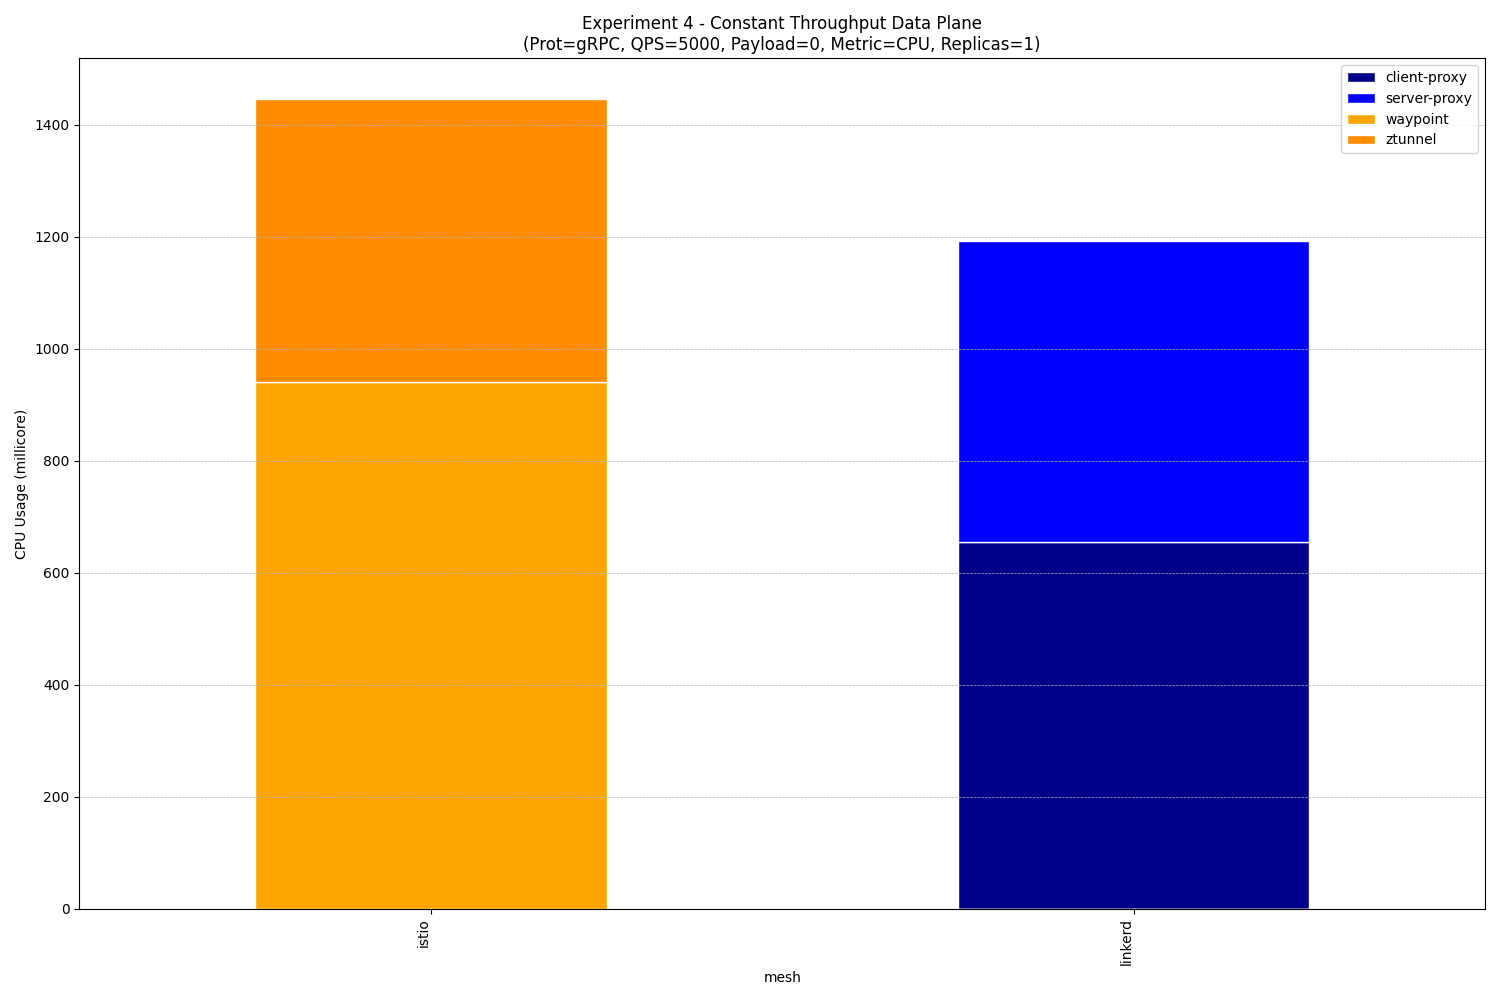 Experiment 4 - Constant Throughput Data Plane
(Prot=gRPC, QPS=5000, Payload=0, Metric=CPU, Replicas=1)
client-proxy
server-proxy
waypoint
ztunnel
CPU Usage (millicore)
1400
1200
1000
800
600
400
200
0
istio
linkerd
mesh